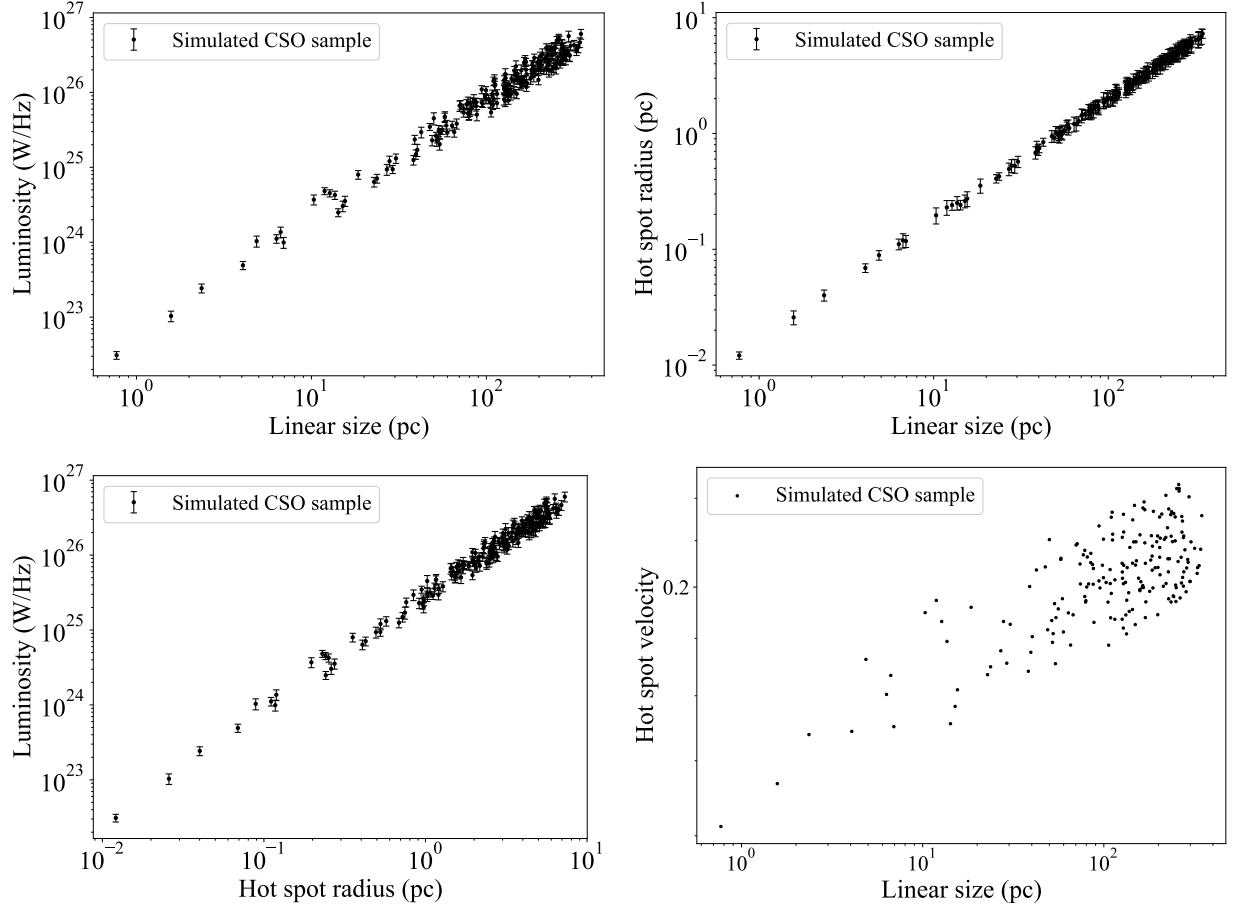 Simulated CSO sample
Luminosity (W/Hz)
10^27
10^26
10^25
10^24
10^23
10^0
10^1
10^2
Linear size (pc)
Simulated CSO sample
Hot spot radius (pc)
10^1
10^0
10^−1
10^−2
10^0
10^1
10^2
Linear size (pc)
Simulated CSO sample
Luminosity (W/Hz)
10^27
10^26
10^25
10^24
10^23
10^−2
10^−1
10^0
10^1
Hot spot radius (pc)
Simulated CSO sample
Hot spot velocity
0.2
10^0
10^1
10^2
Linear size (pc)